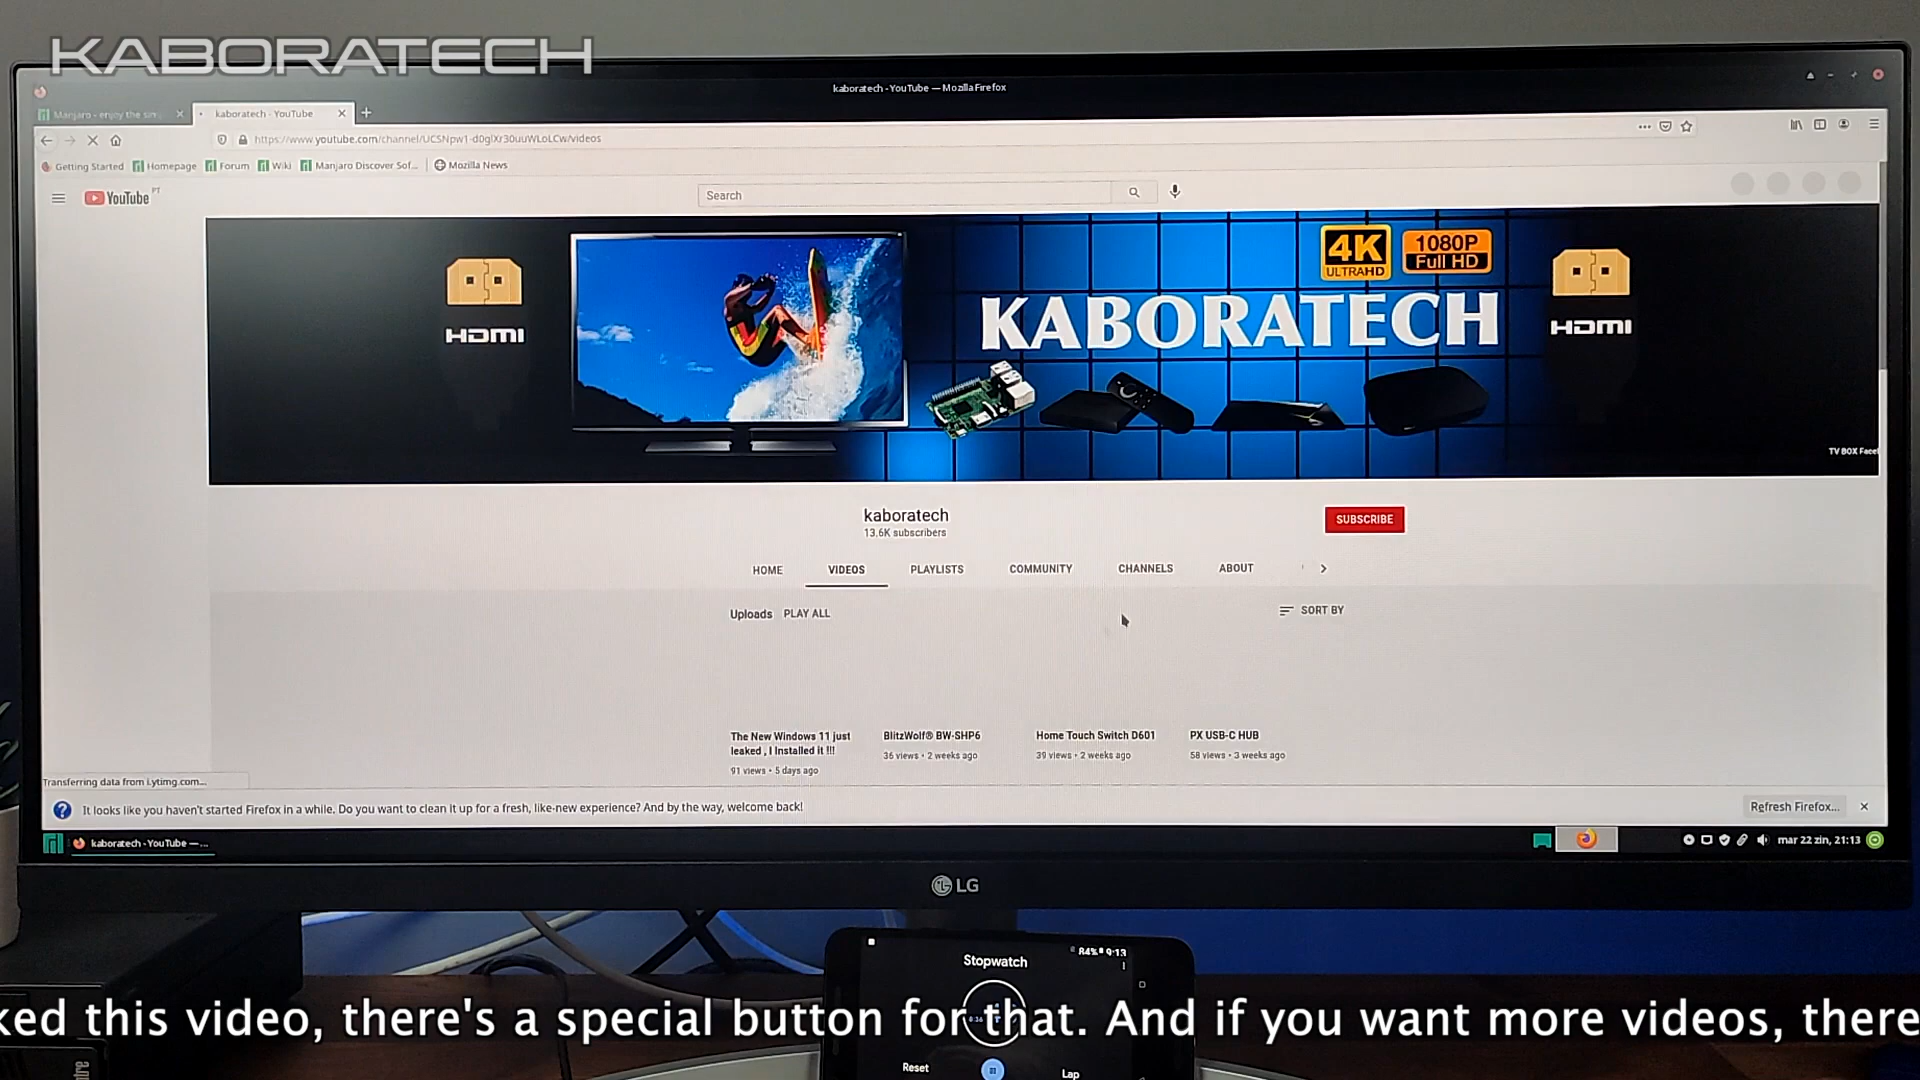 KABORATECH
kaboratech - YouTube — Mozilla Firefox
Manjaro - enjoy the sim
kaboratech - YouTube
https://www.youtube.com/channel/UCSNpw1-d0glXr30uuWLoLCw/videos
Getting Started Homepage Forum Wiki Manjaro Discover Sof... Mozilla News
YouTube PT
Search
4K
ULTRAHD
1080P
Full HD
HDMI
KABORATECH
HDMI
TV BOX Face
kaboratech
13.6K subscribers
SUBSCRIBE
HOME VIDEOS PLAYLISTS COMMUNITY CHANNELS ABOUT
Uploads PLAY ALL
SORT BY
The New Windows 11 just
leaked , I Installed it !!!
91 views • 5 days ago
BlitzWolf® BW-SHP6
36 views • 2 weeks ago
Home Touch Switch D601
39 views • 2 weeks ago
PX USB-C HUB
58 views • 3 weeks ago
Transferring data from i.ytimg.com...
It looks like you haven't started Firefox in a while. Do you want to clean it up for a fresh, like-new experience? And by the way, welcome back!
Refresh Firefox...
kaboratech - YouTube —...
mar 22 zin, 21:13
LG
84% 9:13
Stopwatch
ked this video, there's a special button for that. And if you want more videos, there
Reset
Lap